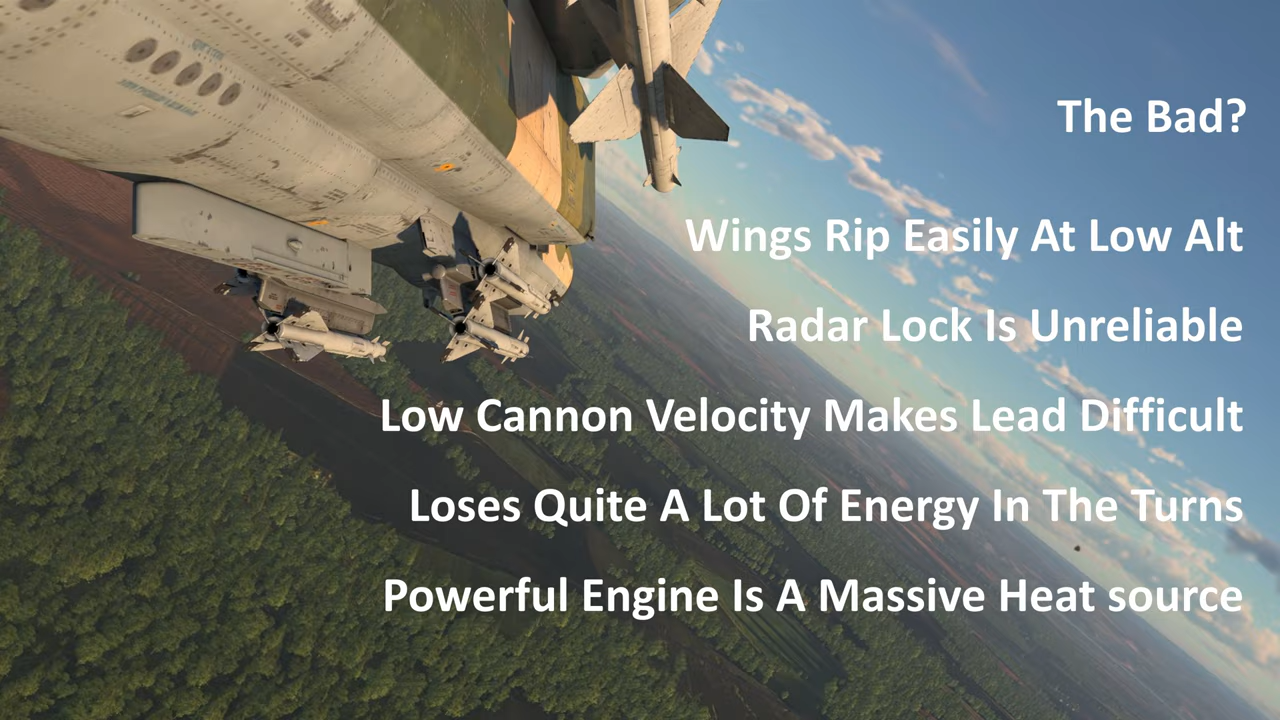 The Bad?
Wings Rip Easily At Low Alt
Radar Lock Is Unreliable
Low Cannon Velocity Makes Lead Difficult
Loses Quite A Lot Of Energy In The Turns
Powerful Engine Is A Massive Heat source